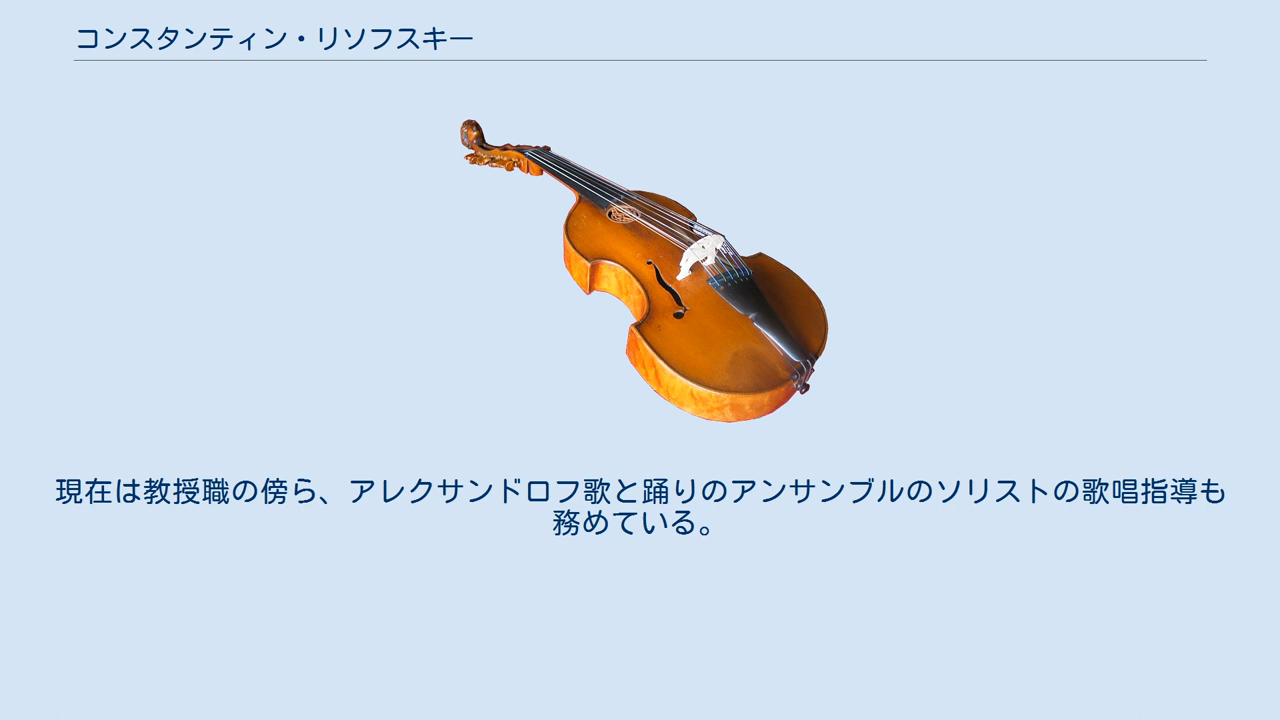 コンスタンティン・リソフスキー
現在は教授職の傍ら、アレクサンドロフ歌と踊りのアンサンブルのソリストの歌唱指導も
務めている。